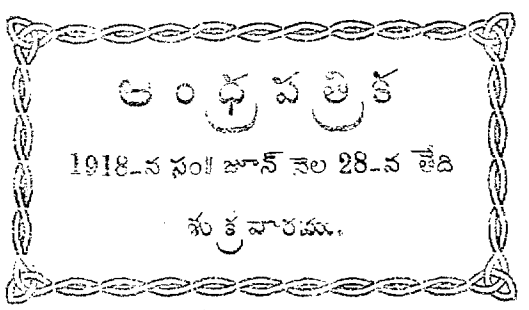 ఆంధ్రపత్రిక
1918-న సం॥ జూన్ నెల 28-వ తేది
శుక్రవారము.